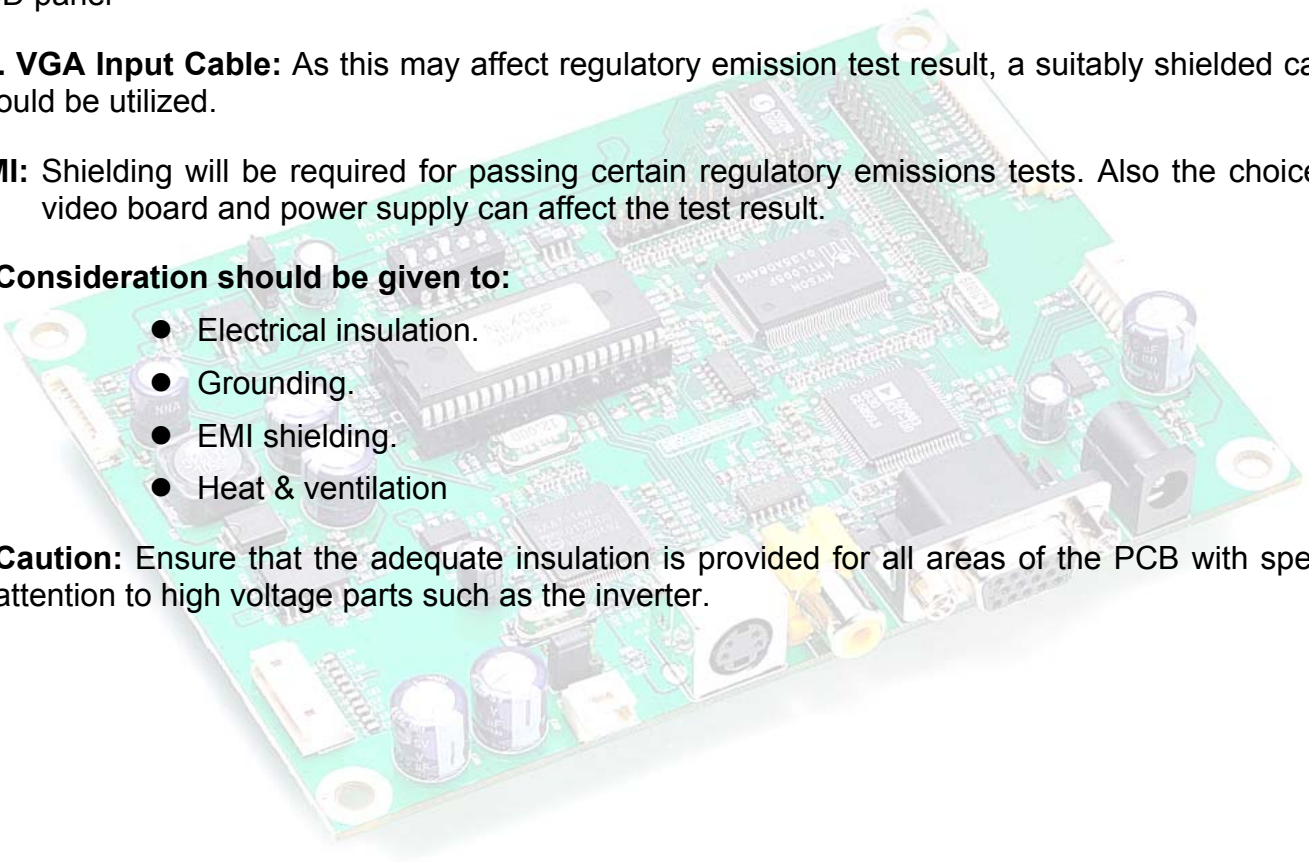 D panel
. VGA Input Cable: As this may affect regulatory emission test result, a suitably shielded ca
ould be utilized.
MI: Shielding will be required for passing certain regulatory emissions tests. Also the choice
video board and power supply can affect the test result.
Consideration should be given to:
● Electrical insulation.
● Grounding.
● EMI shielding.
● Heat & ventilation
Caution: Ensure that the adequate insulation is provided for all areas of the PCB with spe
attention to high voltage parts such as the inverter.